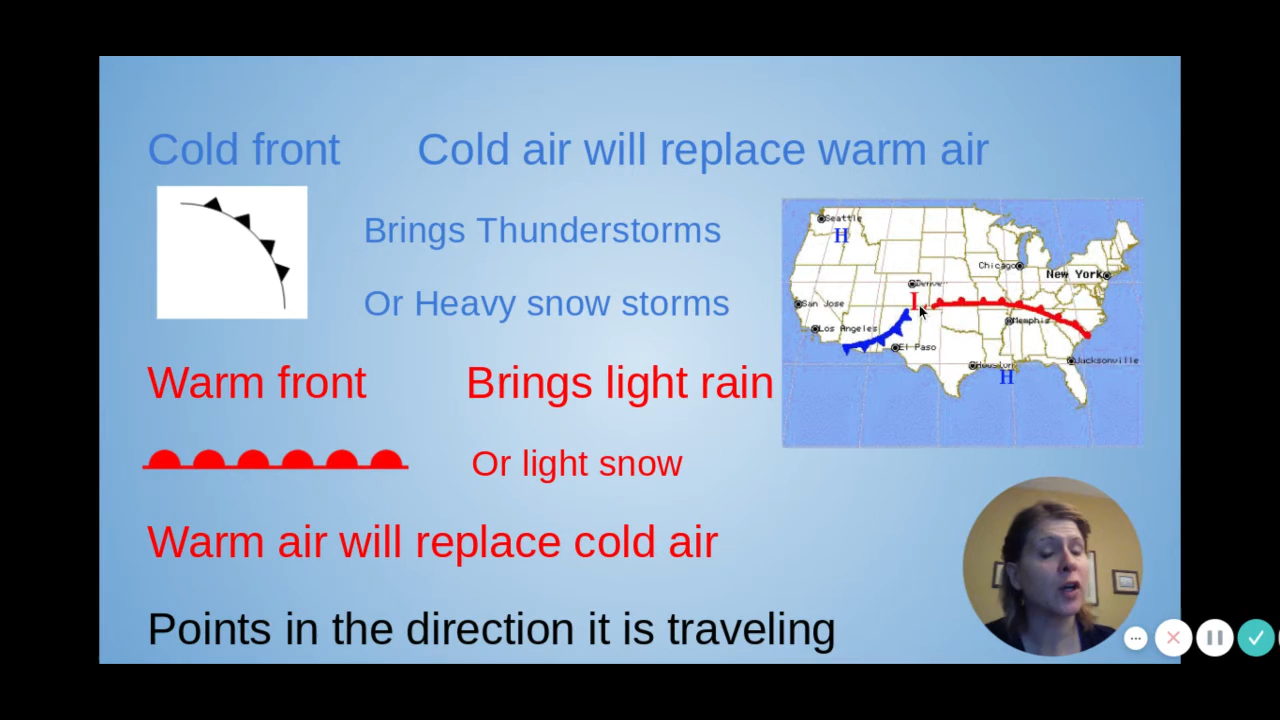 Cold front
Cold air will replace warm air
Brings Thunderstorms
Or Heavy snow storms
Warm front
Brings light rain
Or light snow
Warm air will replace cold air
Points in the direction it is traveling
Seattle
H
Chicago
New York
Denver
San Jose
L
Los Angeles
Memphis
El Paso
Jacksonville
Houston
H